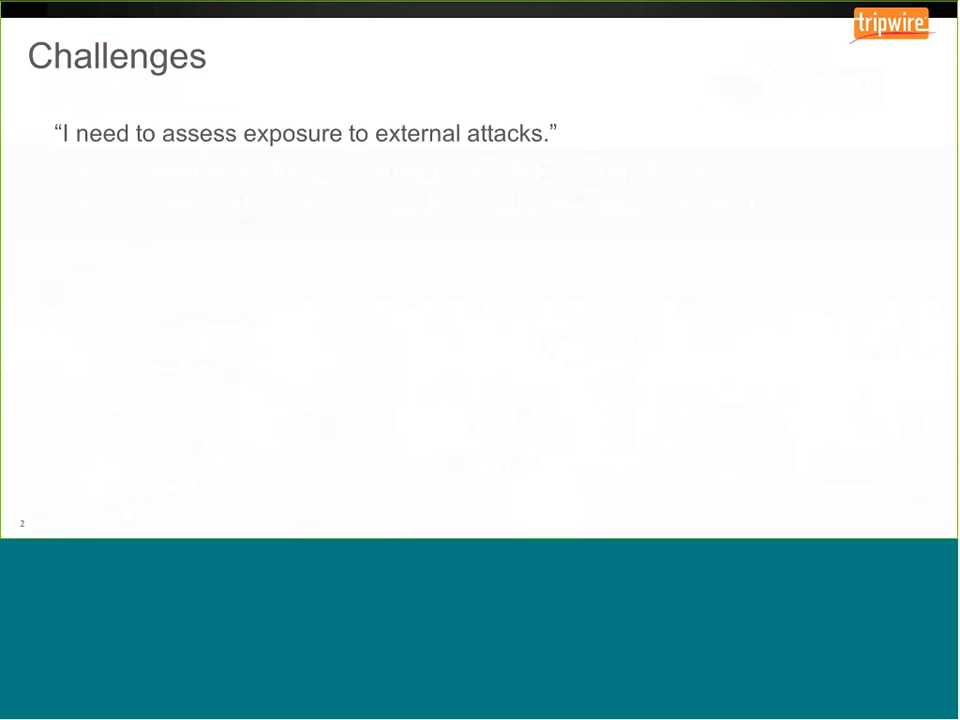 tripwire
Challenges
“I need to assess exposure to external attacks.”
2